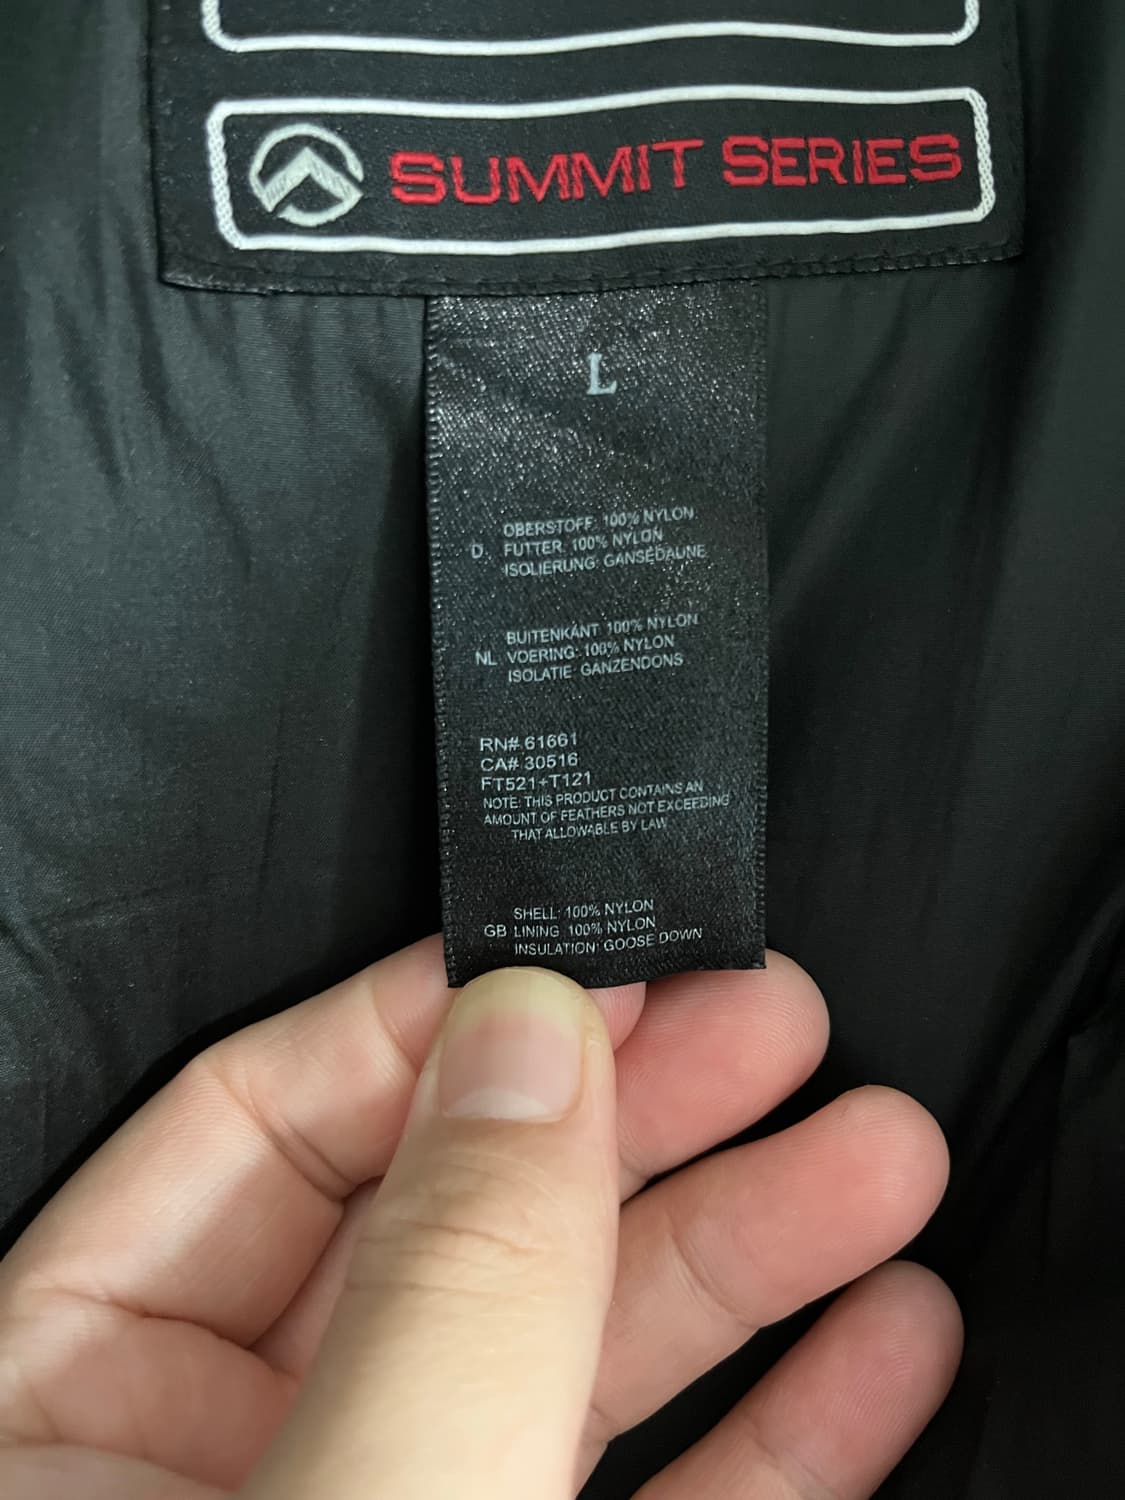 SUMMIT SERIES
L
OBERSTOFF: 100% NYLON
D. FUTTER: 100% NYLON
ISOLIERUNG: GANSEDAUNE
BUITENKANT: 100% NYLON
NL VOERING: 100% NYLON
ISOLATIE: GANZENDONS
RN# 61661
CA# 30516
FT521+T121
NOTE: THIS PRODUCT CONTAINS AN
AMOUNT OF FEATHERS NOT EXCEEDING
THAT ALLOWABLE BY LAW
SHELL: 100% NYLON
GB LINING: 100% NYLON
INSULATION: GOOSE DOWN